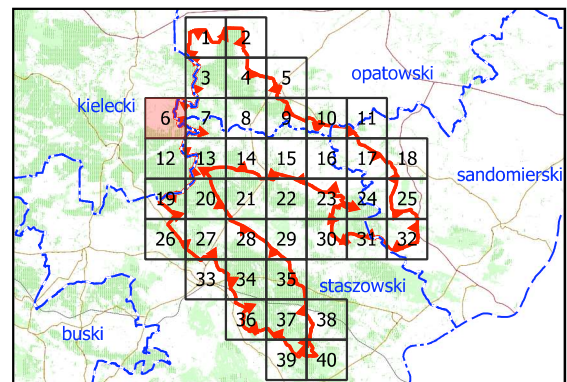 1 2
3 4 5
opatowski
kielecki
6 7 8 9 10 11
12 13 14 15 16 17 18
sandomierski
19 20 21 22 23 24 25
26 27 28 29 30 31 32
33 34 35
staszowski
36 37 38
buski
39 40